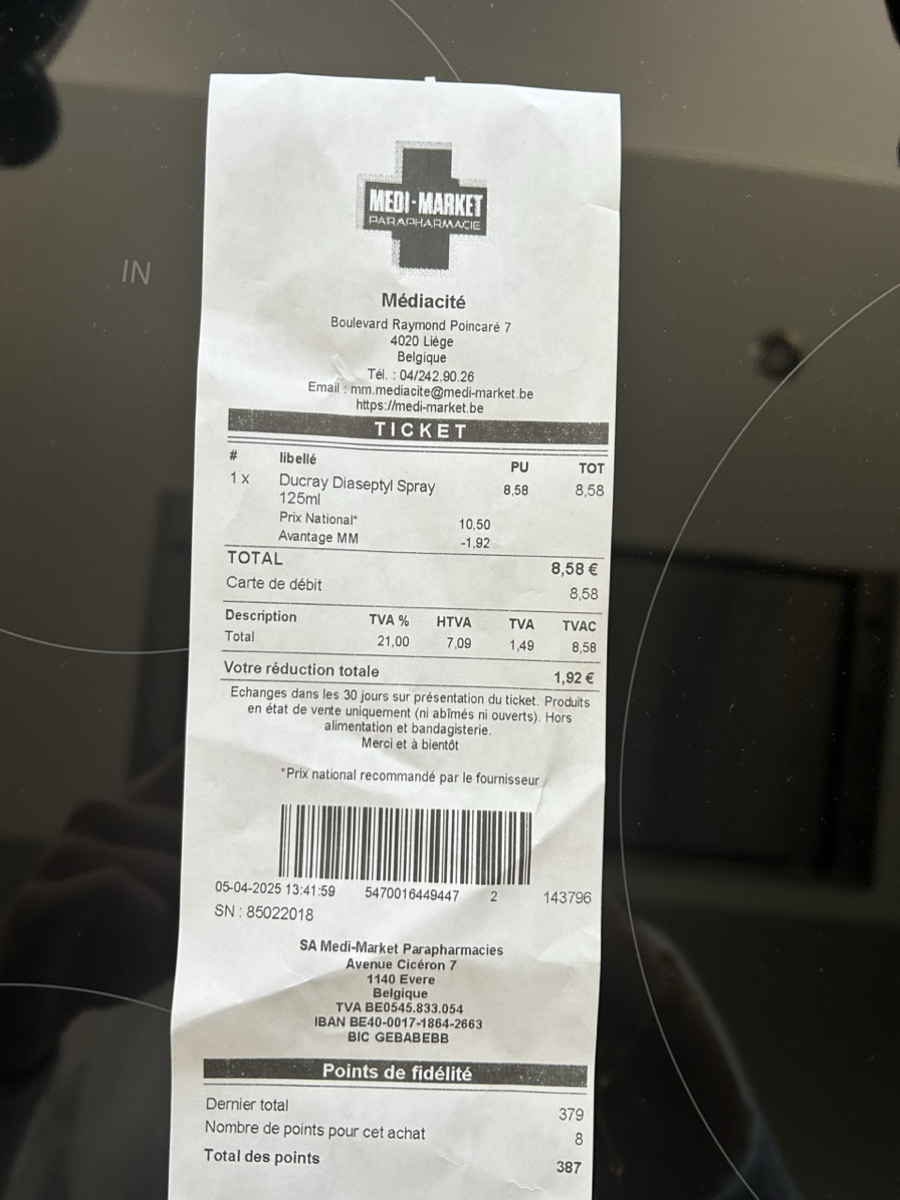 MEDI-MARKET
PARAPHARMACIE
IN
Médiacité
Boulevard Raymond Poincaré 7
4020 Liège
Belgique
Tél. : 04/242.90.26
Email : mm.mediacite@medi-market.be
https://medi-market.be
TICKET
# libellé PU TOT
1 x Ducray Diaseptyl Spray 8,58 8,58
125ml
Prix National* 10,50
Avantage MM -1,92
TOTAL 8,58 €
Carte de débit 8,58
Description TVA % HTVA TVA TVAC
Total 21,00 7,09 1,49 8,58
Votre réduction totale 1,92 €
Echanges dans les 30 jours sur présentation du ticket. Produits
en état de vente uniquement (ni abîmés ni ouverts). Hors
alimentation et bandagisterie.
Merci et à bientôt
*Prix national recommandé par le fournisseur
05-04-2025 13:41:59 5470016449447 2 143796
SN : 85022018
SA Medi-Market Parapharmacies
Avenue Cicéron 7
1140 Evere
Belgique
TVA BE0545.833.054
IBAN BE40-0017-1864-2663
BIC GEBABEBB
Points de fidélité
Dernier total 379
Nombre de points pour cet achat 8
Total des points 387